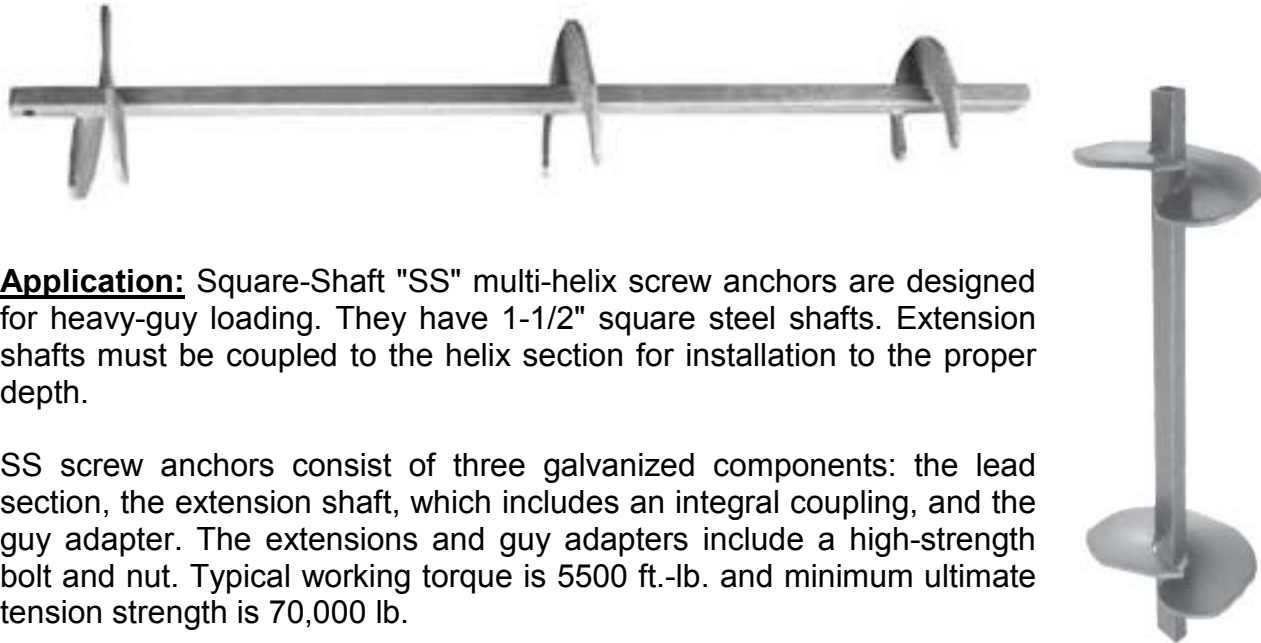 Application: Square-Shaft "SS" multi-helix screw anchors are designed
for heavy-guy loading. They have 1-1/2" square steel shafts. Extension
shafts must be coupled to the helix section for installation to the proper
depth.
SS screw anchors consist of three galvanized components: the lead
section, the extension shaft, which includes an integral coupling, and the
guy adapter. The extensions and guy adapters include a high-strength
bolt and nut. Typical working torque is 5500 ft.-lb. and minimum ultimate
tension strength is 70,000 lb.